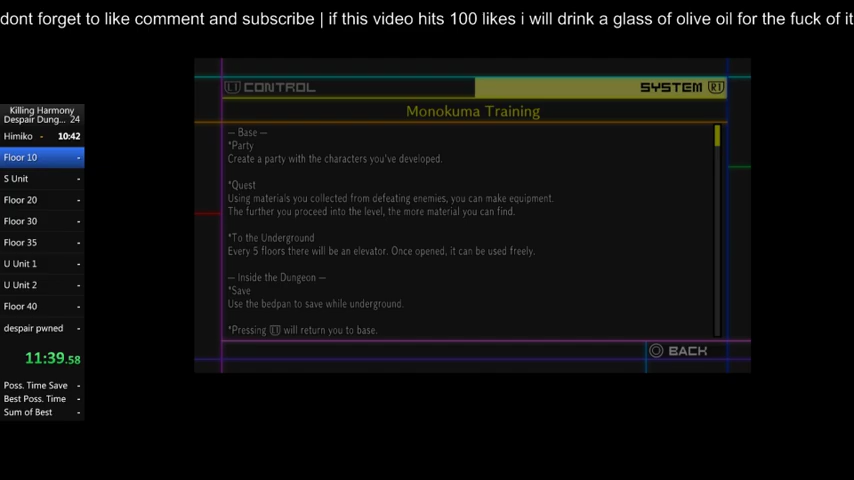 dont forget to like comment and subscribe | if this video hits 100 likes i will drink a glass of olive oil for the fuck of it
Killing Harmony
Despair Dung... 24
Himiko - 10:42
Floor 10 -
S Unit -
Floor 20 -
Floor 30 -
Floor 35 -
U Unit 1 -
U Unit 2 -
Floor 40 -
despair pwned -
11:39.58
Poss. Time Save -
Best Poss. Time -
Sum of Best -
L1 CONTROL
SYSTEM R1
Monokuma Training
— Base —
*Party
Create a party with the characters you've developed.
*Quest
Using materials you collected from defeating enemies, you can make equipment.
The further you proceed into the level, the more material you can find.
*To the Underground
Every 5 floors there will be an elevator. Once opened, it can be used freely.
— Inside the Dungeon —
*Save
Use the bedpan to save while underground.
*Pressing L1 will return you to base.
BACK